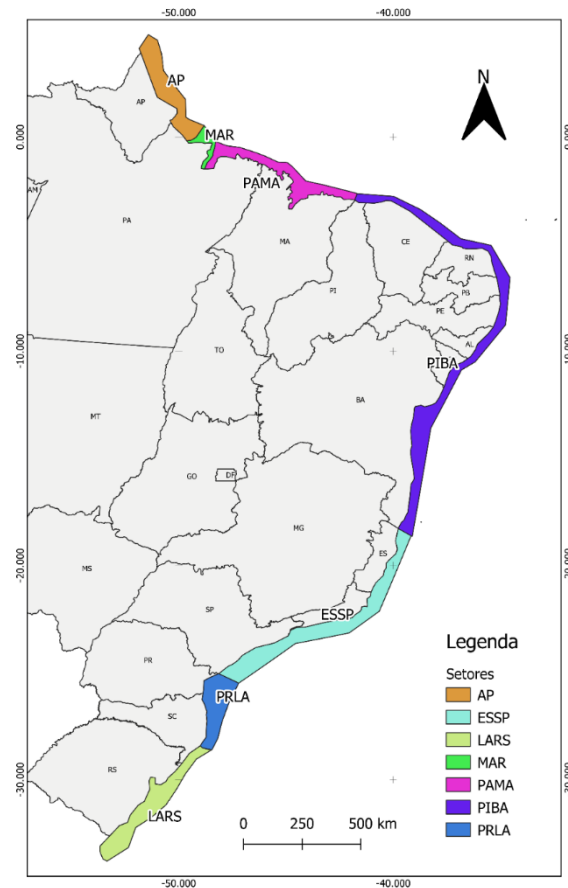 -50.000 -40.000
N
AP
AP
0.000
0.000
MAR
AM
PAMA
PA
MA
CE
RN
PI
PB
PE
AL
-10.000
-10.000
TO
PIBA
BA
MT
GO
DF
MG
ES
MS
-20.000
-20.000
SP
ESSP
PR
PRLA
SC
RS
-30.000
-30.000
LARS
Legenda
Setores
AP
ESSP
LARS
MAR
PAMA
PIBA
PRLA
0 250 500 km
-50.000 -40.000